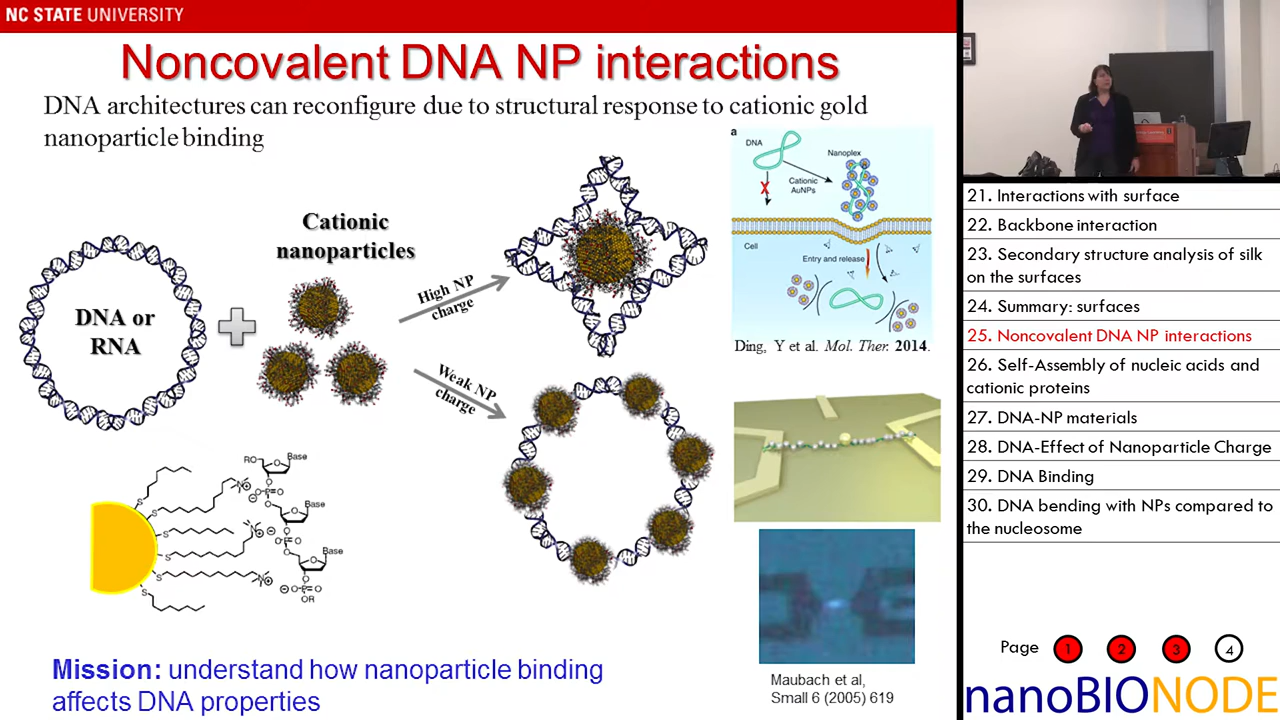 NC STATE UNIVERSITY
Noncovalent DNA NP interactions
DNA architectures can reconfigure due to structural response to cationic gold
nanoparticle binding
DNA or
RNA
Cationic
nanoparticles
High NP
charge
Weak NP
charge
a
DNA
Nanoplex
Cationic
AuNPs
X
Cell
Entry and release
Ding, Y et al. Mol. Ther. 2014.
RO
Base
Base
Base
OR
Maubach et al,
Small 6 (2005) 619
Mission: understand how nanoparticle binding
affects DNA properties
21. Interactions with surface
22. Backbone interaction
23. Secondary structure analysis of silk
on the surfaces
24. Summary: surfaces
25. Noncovalent DNA NP interactions
26. Self-Assembly of nucleic acids and
cationic proteins
27. DNA-NP materials
28. DNA-Effect of Nanoparticle Charge
29. DNA Binding
30. DNA bending with NPs compared to
the nucleosome
Page 1 2 3 4
nanoBIONODE